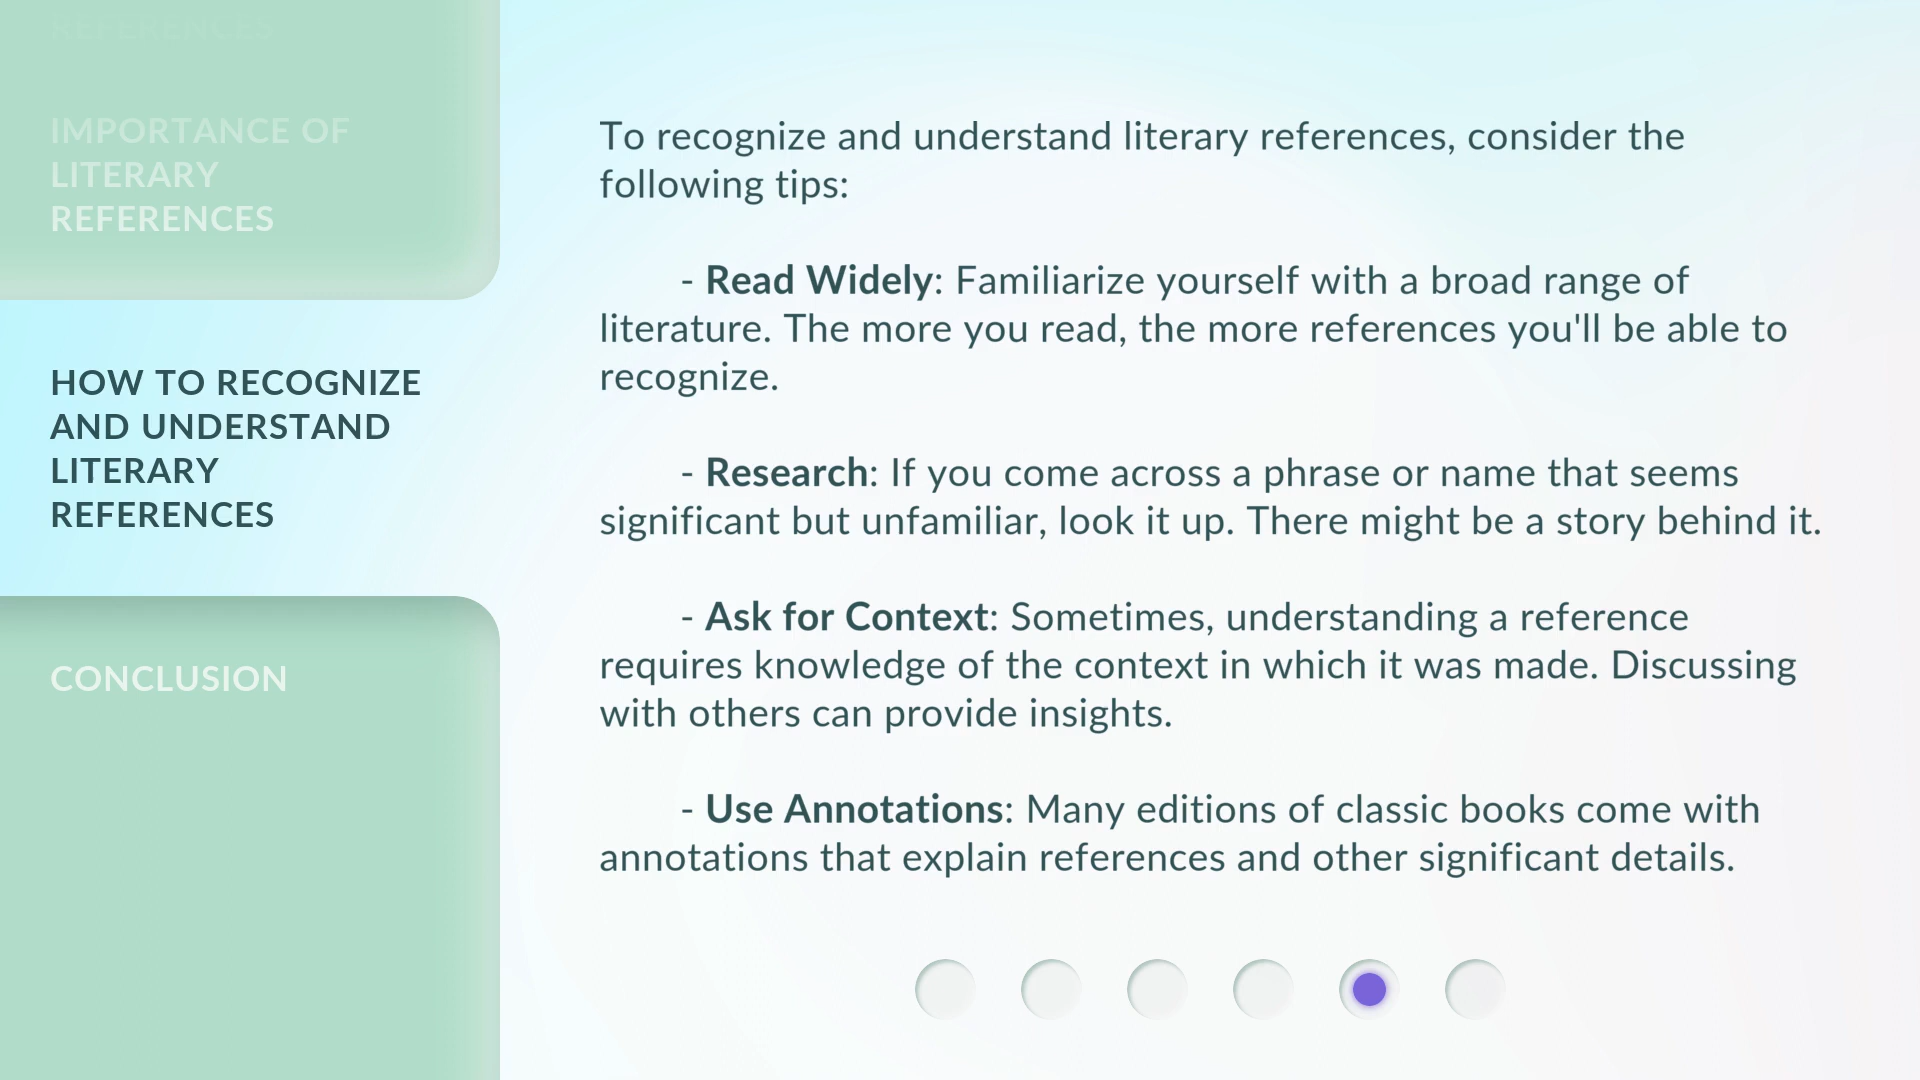 REFERENCES
IMPORTANCE OF
LITERARY
REFERENCES
HOW TO RECOGNIZE
AND UNDERSTAND
LITERARY
REFERENCES
CONCLUSION
To recognize and understand literary references, consider the
following tips:
- Read Widely: Familiarize yourself with a broad range of
literature. The more you read, the more references you'll be able to
recognize.
- Research: If you come across a phrase or name that seems
significant but unfamiliar, look it up. There might be a story behind it.
- Ask for Context: Sometimes, understanding a reference
requires knowledge of the context in which it was made. Discussing
with others can provide insights.
- Use Annotations: Many editions of classic books come with
annotations that explain references and other significant details.